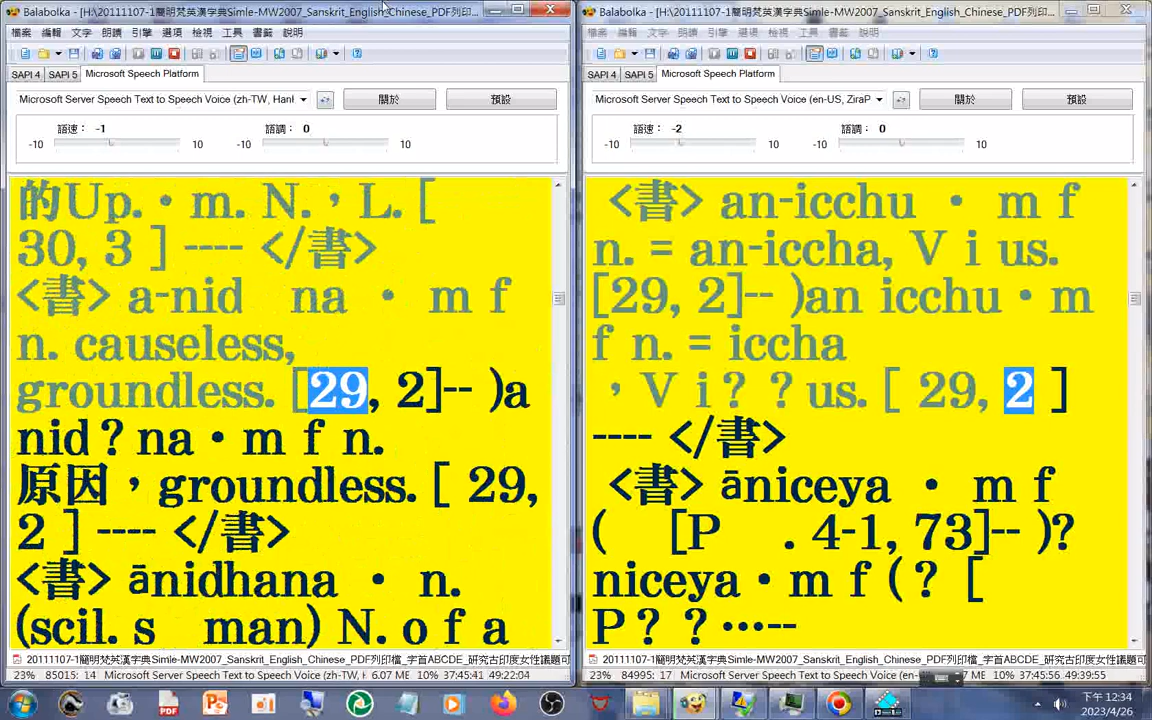 Balabolka - [H:\20111107-1簡明梵英漢字典Simle-MW2007_Sanskrit_English_Chinese_PDF列印...
檔案 編輯 文字 朗讀 引擎 選項 檢視 工具 書籤 說明
SAPI 4 SAPI 5 Microsoft Speech Platform
Microsoft Server Speech Text to Speech Voice (zh-TW, Hanl
關於 預設
語速： -1 語調： 0
-10 10 -10 10
的Up.‧m. N.，L. [
30, 3 ] ---- </書>
<書> a-nid na ‧ m f
n. causeless,
groundless. [29, 2]-- )a
nid？na‧m f n.
原因，groundless. [ 29,
2 ] ---- </書>
<書> ānidhana ‧ n.
(scil. s man) N. o f a
20111107-1簡明梵英漢字典Simle-MW2007_Sanskrit_English_Chinese_PDF列印檔_字首ABCDE_研究古印度女性議題可
23% 85015: 14 Microsoft Server Speech Text to Speech Voice (zh-TW, 6.07 MB 10% 37:45:41 49:22:04
Balabolka - [H:\20111107-1簡明梵英漢字典Simle-MW2007_Sanskrit_English_Chinese_PDF列印...
檔案 編輯 文字 朗讀 引擎 選項 檢視 工具 書籤 說明
SAPI 4 SAPI 5 Microsoft Speech Platform
Microsoft Server Speech Text to Speech Voice (en-US, ZiraP
關於 預設
語速： -2 語調： 0
-10 10 -10 10
<書> an-icchu ‧ m f
n. = an-iccha, V i us.
[29, 2]-- )an icchu‧m
f n. = iccha
，V i？？us. [ 29, 2 ]
---- </書>
<書> āniceya ‧ m f
( [P . 4-1, 73]-- )?
niceya‧m f (？ [
P？？…--
20111107-1簡明梵英漢字典Simle-MW2007_Sanskrit_English_Chinese_PDF列印檔_字首ABCDE_研究古印度女性議題可
23% 84995: 17 Microsoft Server Speech Text to Speech Voice (en-US, 6.07 MB 10% 37:45:56 49:39:55
下午 12:34
2023/4/26